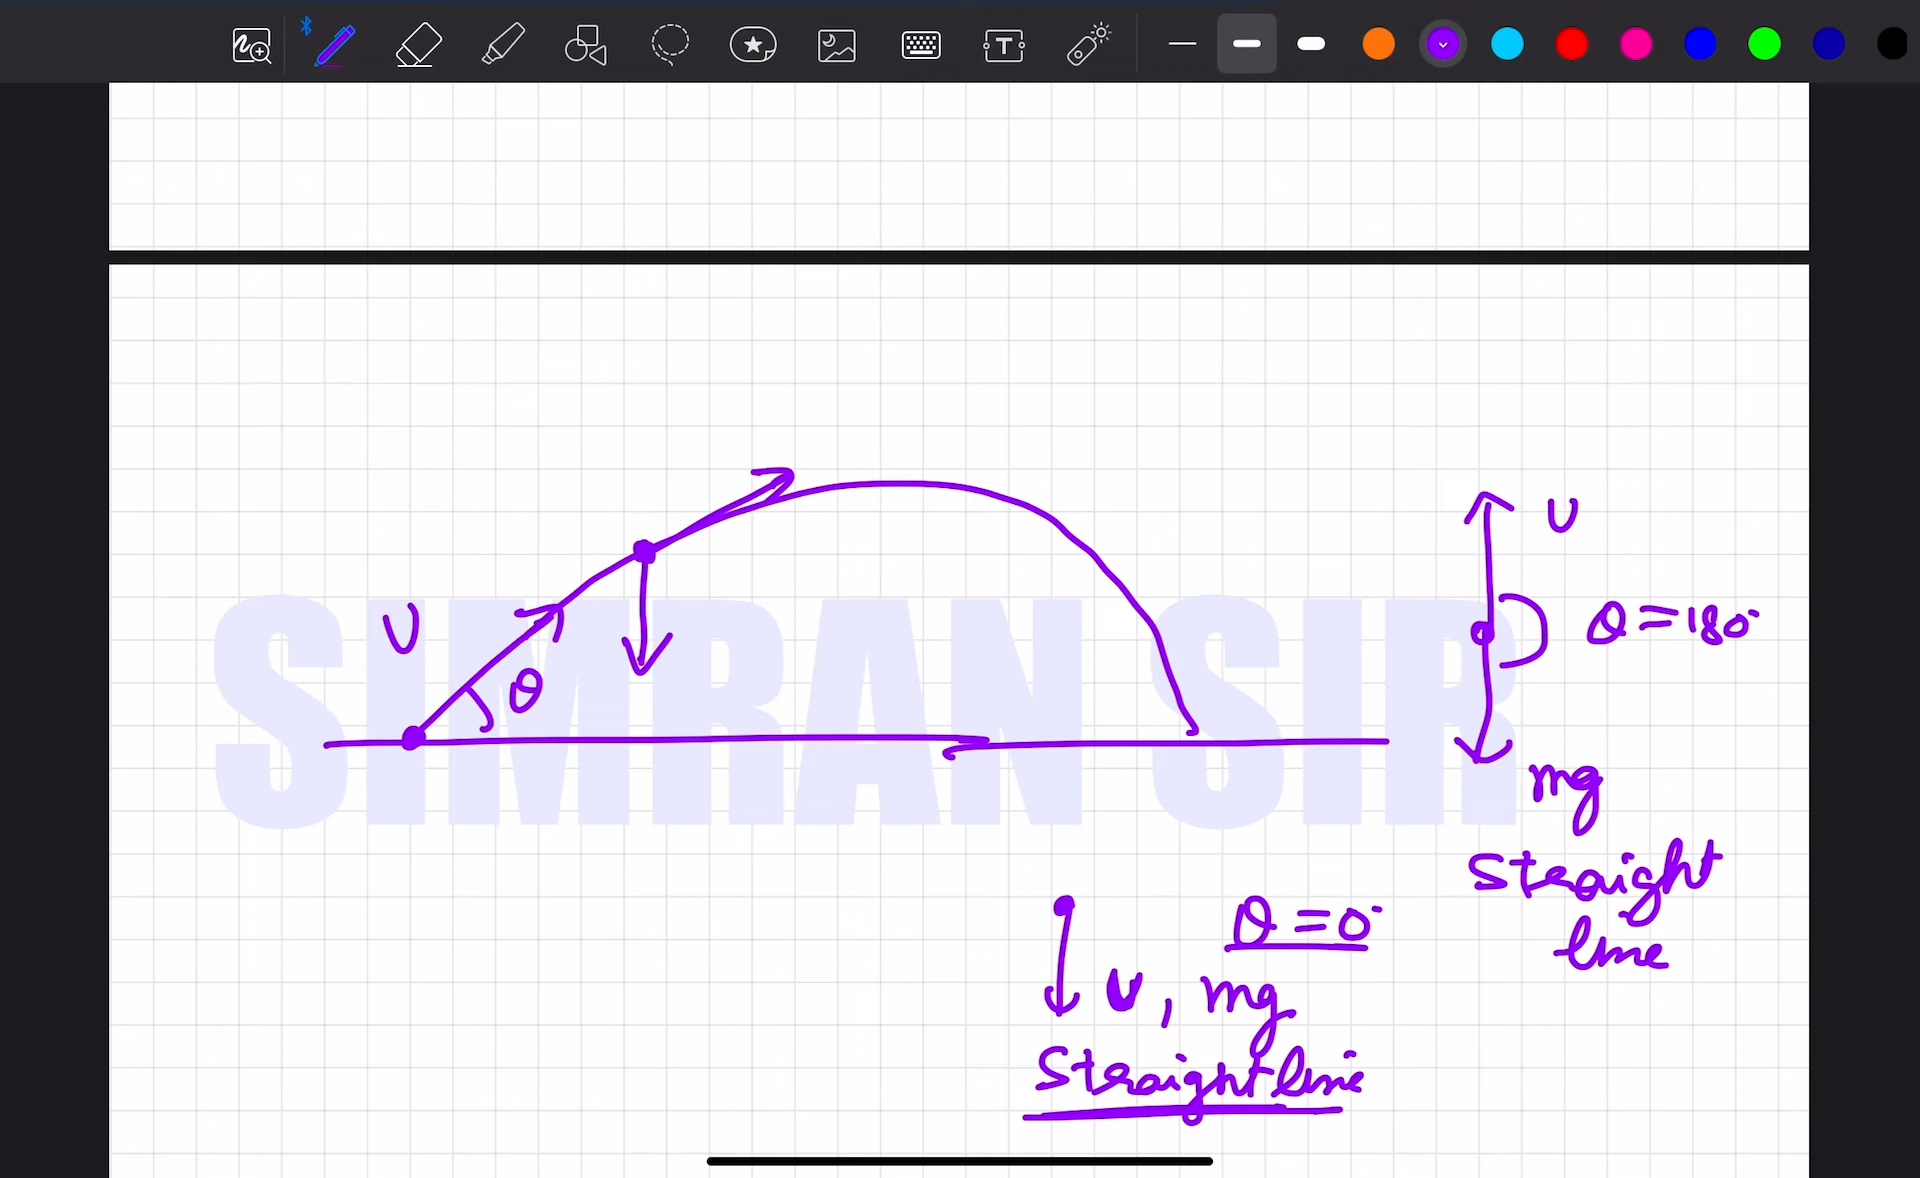 U
θ
U
θ = 180°
mg
straight
line
θ = 0°
U, mg
straight line
SIMRAN SIR
T